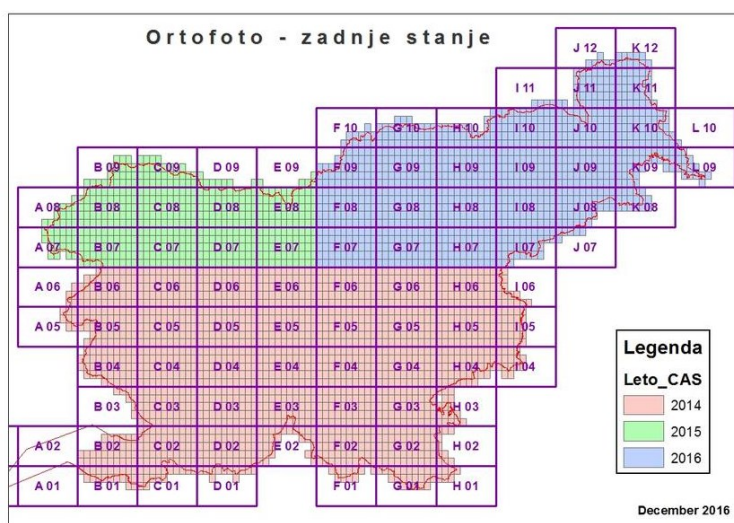 Ortofoto - zadnje stanje
J 12 K 12
I 11 J 11 K 11
F 10 G 10 H 10 I 10 J 10 K 10 L 10
B 09 C 09 D 09 E 09 F 09 G 09 H 09 I 09 J 09 K 09 L 09
A 08 B 08 C 08 D 08 E 08 F 08 G 08 H 08 I 08 J 08 K 08
A 07 B 07 C 07 D 07 E 07 F 07 G 07 H 07 I 07 J 07
A 06 B 06 C 06 D 06 E 06 F 06 G 06 H 06 I 06
A 05 B 05 C 05 D 05 E 05 F 05 G 05 H 05 I 05
B 04 C 04 D 04 E 04 F 04 G 04 H 04 I 04
B 03 C 03 D 03 E 03 F 03 G 03 H 03
A 02 B 02 C 02 D 02 E 02 F 02 G 02 H 02
A 01 B 01 C 01 D 01 F 01 G 01 H 01
Legenda
Leto_CAS
2014
2015
2016
December 2016